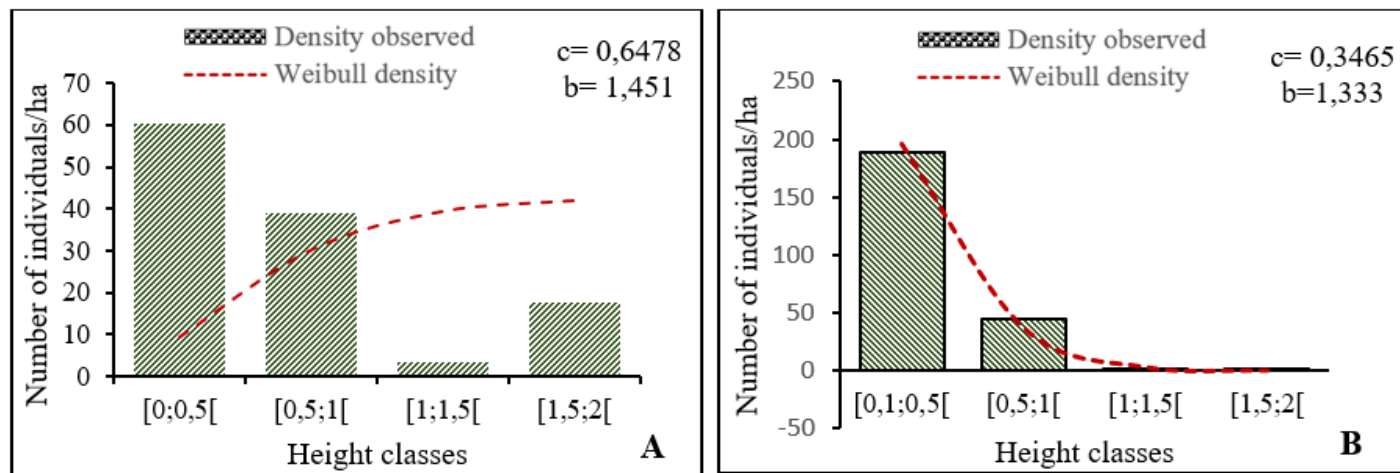 Density observed
Weibull density
c= 0,6478
b= 1,451
Number of individuals/ha
70
60
50
40
30
20
10
0
[0;0,5[ [0,5;1[ [1;1,5[ [1,5;2[
Height classes
A
Density observed
Weibull density
c= 0,3465
b=1,333
Number of individuals/ha
250
200
150
100
50
0
-50
[0,1;0,5[ [0,5;1[ [1;1,5[ [1,5;2[
Height classes
B